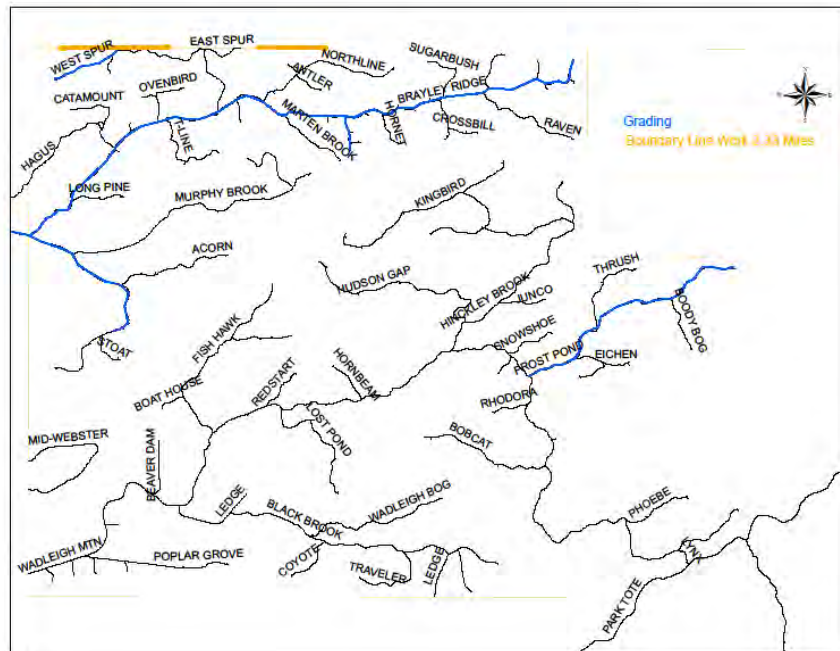 EAST SPUR
WEST SPUR
NORTHLINE
SUGARBUSH
ANTLER
OVENBIRD
CATAMOUNT
BRAYLEY RIDGE
MARTEN BROOK
HORNET
CROSSBILL
RAVEN
T-LINE
HAGUS
Grading
Boundary Line Work
Miles
LONG PINE
MURPHY BROOK
KINGBIRD
ACORN
HUDSON GAP
THRUSH
HINCKLEY BROOK
JUNCO
BOODY BOG
SNOWSHOE
FROST POND
EICHEN
STOAT
FISH HAWK
BOAT HOUSE
REDSTART
HORNBEAM
RHODORA
LOST POND
BOBCAT
MID-WEBSTER
BEAVER DAM
LEDGE
BLACK BROOK
WADLEIGH BOG
PHOEBE
WADLEIGH MTN
POPLAR GROVE
COYOTE
TRAVELER
LEDGE
LYNX
PARK TOTE